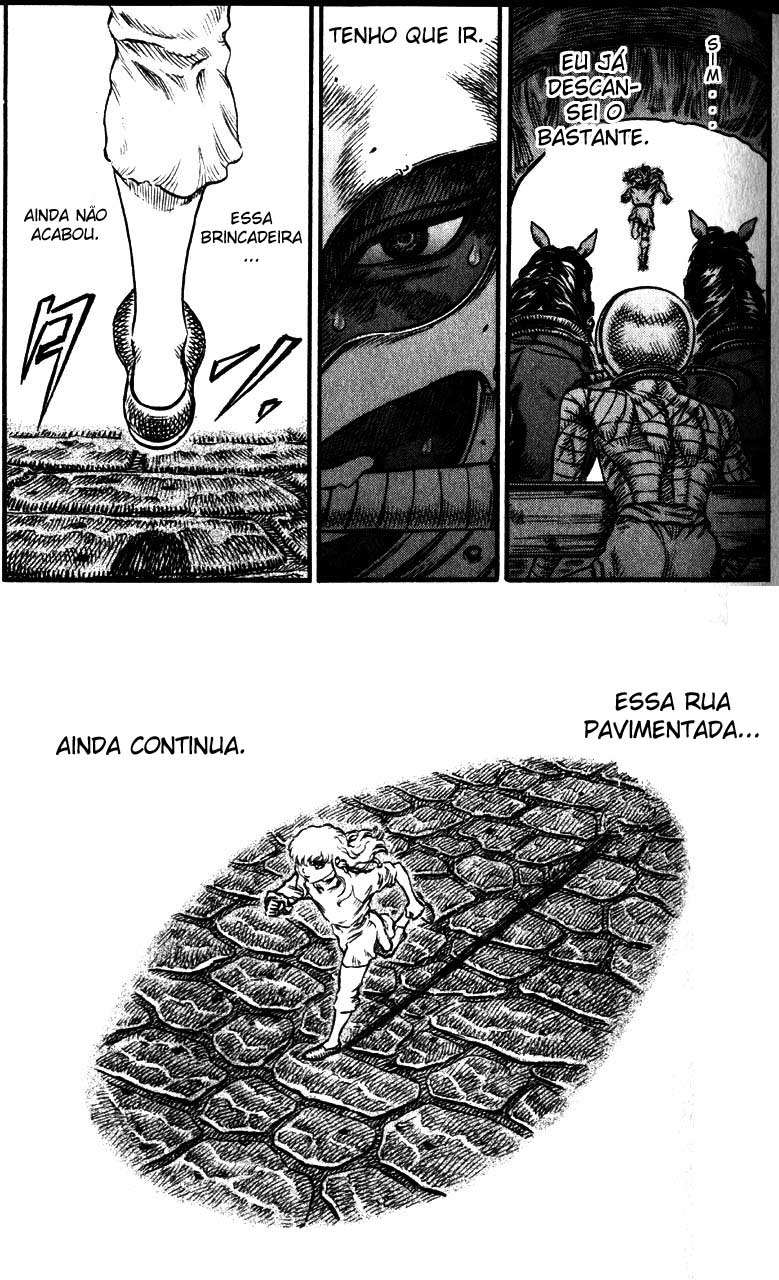 SIM...
EU JÁ
DESCAN-
SEI O
BASTANTE.
TENHO QUE IR.
ESSA
BRINCADEIRA
...
AINDA NÃO
ACABOU.
ESSA RUA
PAVIMENTADA...
AINDA CONTINUA.